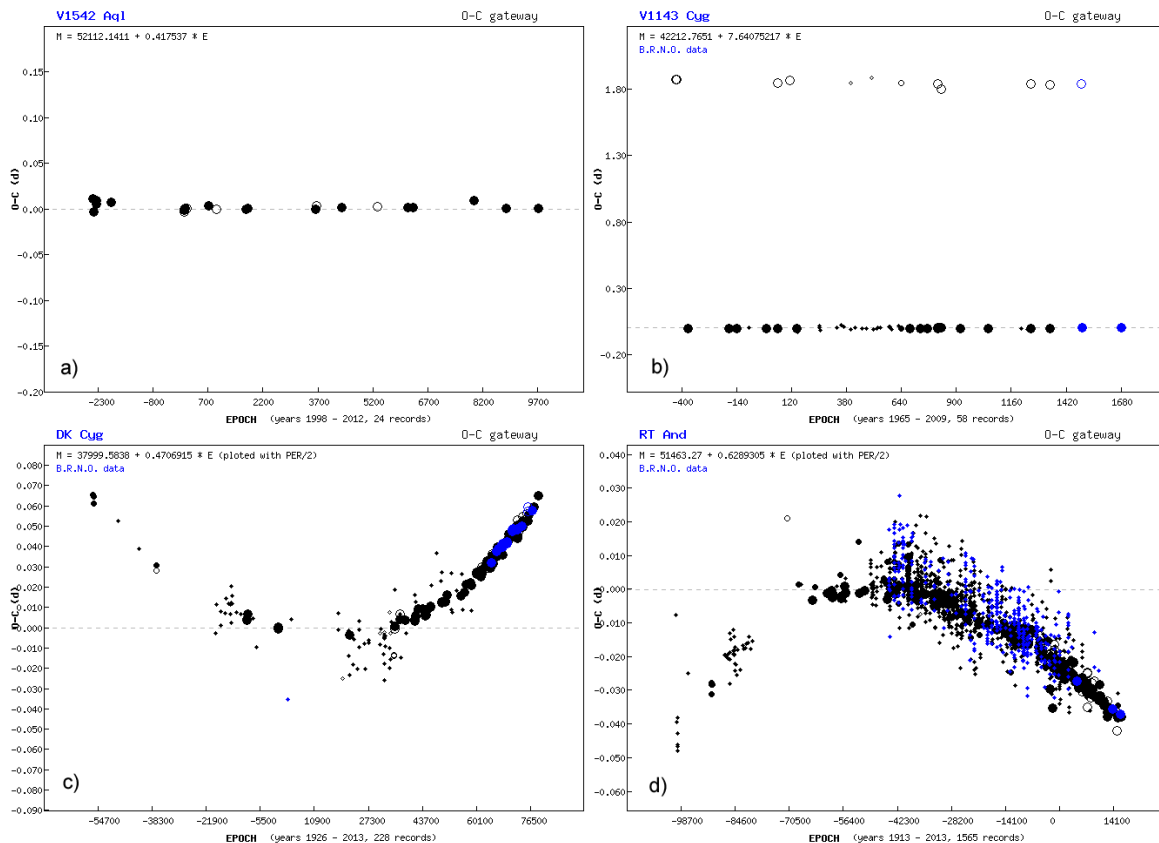 V1542 Aql O-C gateway
M = 52112.1411 + 0.417537 * E
0.15
0.10
0.05
0.00
-0.05
-0.10
-0.15
-0.20
O-C (d)
a)
-2300 -800 700 2200 3700 5200 6700 8200 9700
EPOCH (years 1998 - 2012, 24 records)
V1143 Cyg O-C gateway
M = 42212.7651 + 7.64075217 * E
B.R.N.O. data
1.80
1.30
0.80
0.30
-0.20
O-C (d)
b)
-400 -140 120 380 640 900 1160 1420 1680
EPOCH (years 1965 - 2009, 58 records)
DK Cyg O-C gateway
M = 37999.5838 + 0.4706915 * E (ploted with PER/2)
B.R.N.O. data
0.080
0.070
0.060
0.050
0.040
0.030
0.020
0.010
0.000
-0.010
-0.020
-0.030
-0.040
-0.050
-0.060
-0.070
-0.080
-0.090
O-C (d)
c)
-54700 -38300 -21900 -5500 10900 27300 43700 60100 76500
EPOCH (years 1926 - 2013, 228 records)
RT And O-C gateway
M = 51463.27 + 0.6289305 * E (ploted with PER/2)
B.R.N.O. data
0.040
0.030
0.020
0.010
0.000
-0.010
-0.020
-0.030
-0.040
-0.050
-0.060
O-C (d)
d)
-98700 -84600 -70500 -56400 -42300 -28200 -14100 0 14100
EPOCH (years 1913 - 2013, 1565 records)